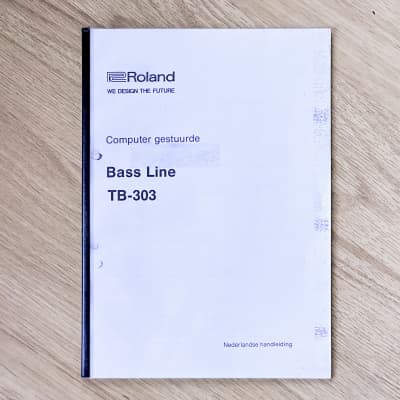 Roland
WE DESIGN THE FUTURE
Computer gestuurde
Bass Line
TB-303
Nederlandse handleiding